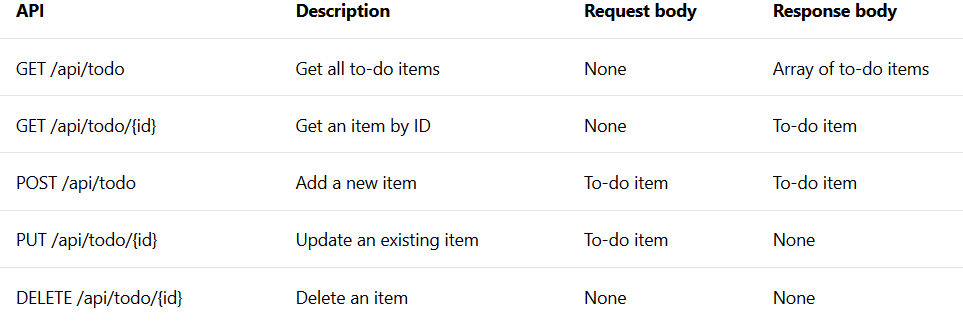 API Description Request body Response body
GET /api/todo Get all to-do items None Array of to-do items
GET /api/todo/{id} Get an item by ID None To-do item
POST /api/todo Add a new item To-do item To-do item
PUT /api/todo/{id} Update an existing item To-do item None
DELETE /api/todo/{id} Delete an item None None